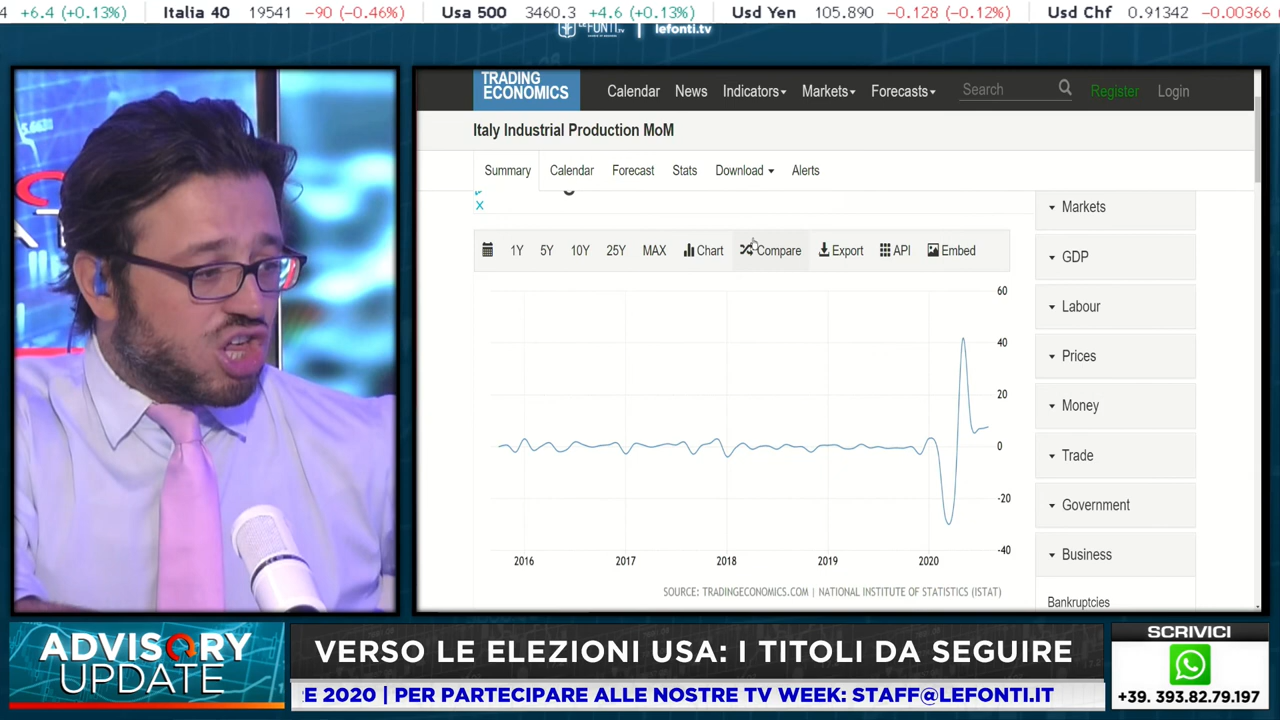 4 +6.4 (+0.13%) Italia 40 19541 -90 (-0.46%) Usa 500 3460.3 +4.6 (+0.13%) Usd Yen 105.890 -0.128 (-0.12%) Usd Chf 0.91342 -0.00366
LEFONTI.TV lefonti.tv
TRADING
ECONOMICS
Calendar News Indicators Markets Forecasts Search Register Login
Italy Industrial Production MoM
Summary Calendar Forecast Stats Download Alerts
X
1Y 5Y 10Y 25Y MAX Chart Compare Export API Embed
60
40
20
0
-20
-40
2016 2017 2018 2019 2020
SOURCE: TRADINGECONOMICS.COM | NATIONAL INSTITUTE OF STATISTICS (ISTAT)
Markets
GDP
Labour
Prices
Money
Trade
Government
Business
Bankruptcies
ADVISORY
UPDATE
VERSO LE ELEZIONI USA: I TITOLI DA SEGUIRE
E 2020 | PER PARTECIPARE ALLE NOSTRE TV WEEK: STAFF@LEFONTI.IT
SCRIVICI
+39. 393.82.79.197